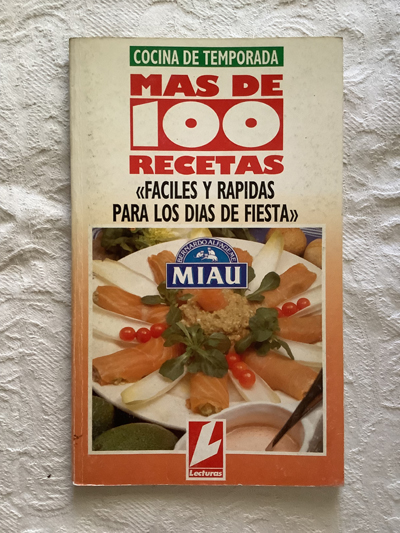 COCINA DE TEMPORADA
MAS DE
100
RECETAS
«FACILES Y RAPIDAS
PARA LOS DIAS DE FIESTA»
BERNARDO ALFAGEME
MIAU
L
Lecturas